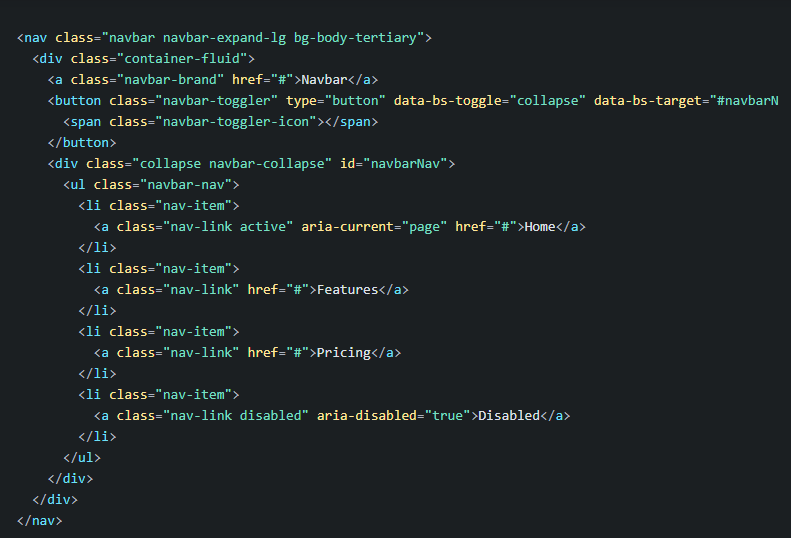 <nav class="navbar navbar-expand-lg bg-body-tertiary">
  <div class="container-fluid">
    <a class="navbar-brand" href="#">Navbar</a>
    <button class="navbar-toggler" type="button" data-bs-toggle="collapse" data-bs-target="#navbarN
      <span class="navbar-toggler-icon"></span>
    </button>
    <div class="collapse navbar-collapse" id="navbarNav">
      <ul class="navbar-nav">
        <li class="nav-item">
          <a class="nav-link active" aria-current="page" href="#">Home</a>
        </li>
        <li class="nav-item">
          <a class="nav-link" href="#">Features</a>
        </li>
        <li class="nav-item">
          <a class="nav-link" href="#">Pricing</a>
        </li>
        <li class="nav-item">
          <a class="nav-link disabled" aria-disabled="true">Disabled</a>
        </li>
      </ul>
    </div>
  </div>
</nav>